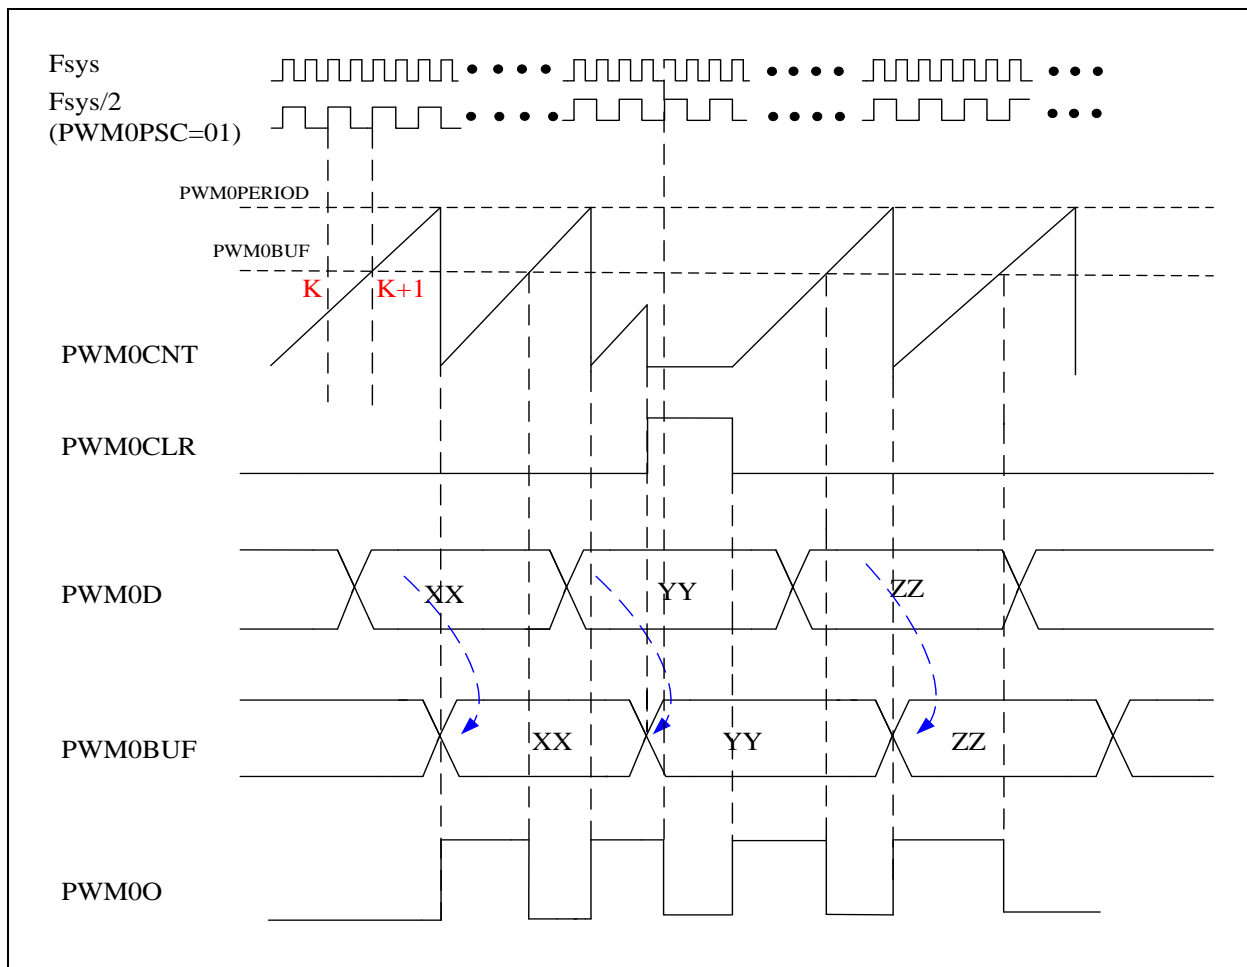 Fsys
Fsys/2
(PWM0PSC=01)
PWM0PERIOD
PWM0BUF
K K+1
PWM0CNT
PWM0CLR
PWM0D XX YY ZZ
PWM0BUF XX YY ZZ
PWM0O